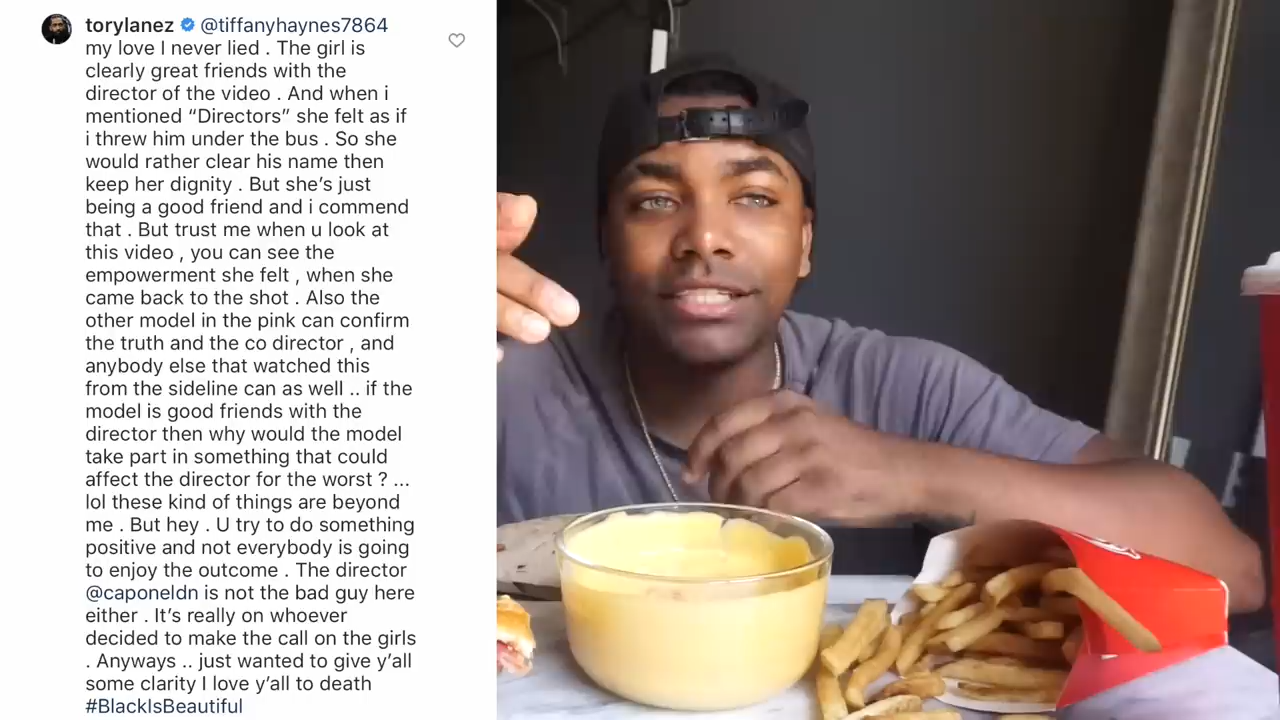 torylanez @tiffanyhaynes7864
my love I never lied . The girl is
clearly great friends with the
director of the video . And when i
mentioned “Directors” she felt as if
i threw him under the bus . So she
would rather clear his name then
keep her dignity . But she’s just
being a good friend and i commend
that . But trust me when u look at
this video , you can see the
empowerment she felt , when she
came back to the shot . Also the
other model in the pink can confirm
the truth and the co director , and
anybody else that watched this
from the sideline can as well .. if the
model is good friends with the
director then why would the model
take part in something that could
affect the director for the worst ? ...
lol these kind of things are beyond
me . But hey . U try to do something
positive and not everybody is going
to enjoy the outcome . The director
@caponeldn is not the bad guy here
either . It’s really on whoever
decided to make the call on the girls
. Anyways .. just wanted to give y’all
some clarity I love y’all to death
#BlackIsBeautiful